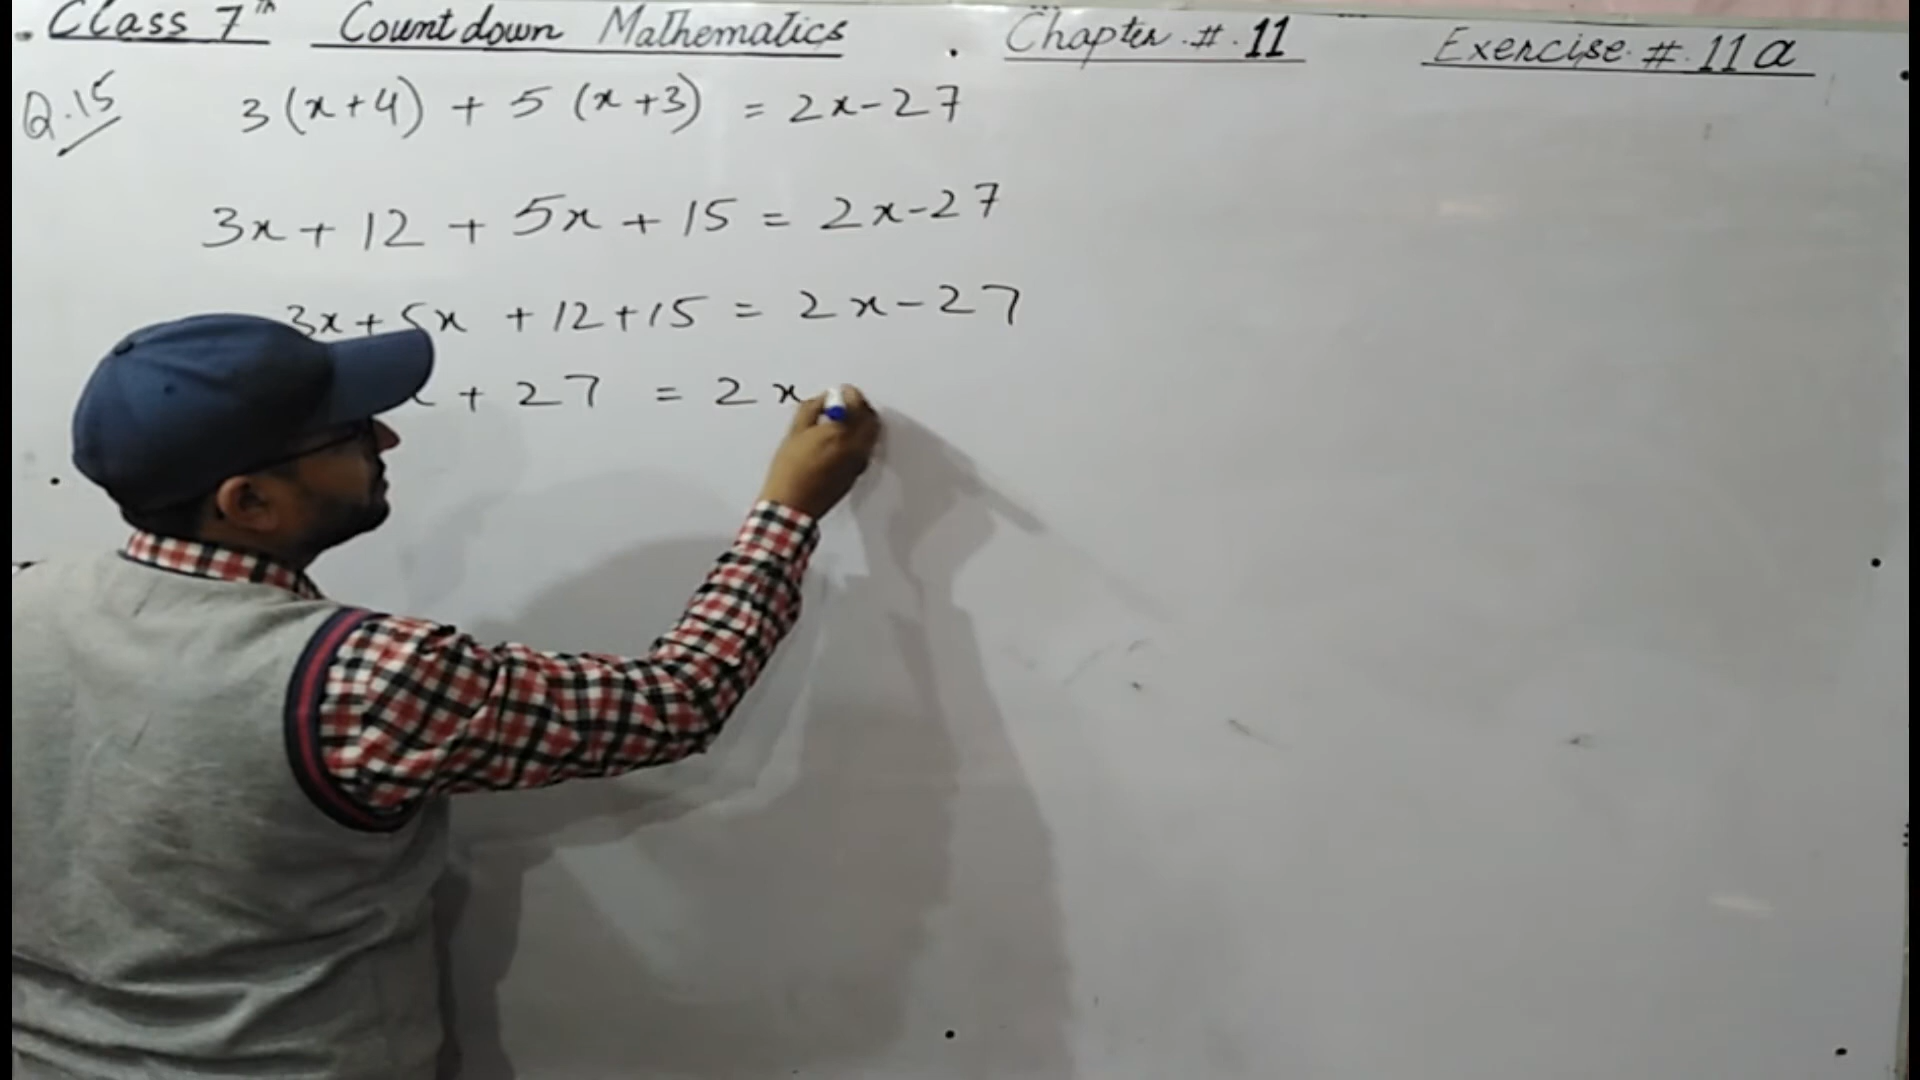 Class 7th Countdown Mathematics . Chapter # 11 Exercise # 11a
Q.15 3(x+4) + 5(x+3) = 2x-27
3x + 12 + 5x + 15 = 2x-27
3x + 5x + 12 + 15 = 2x-27
x + 27 = 2x